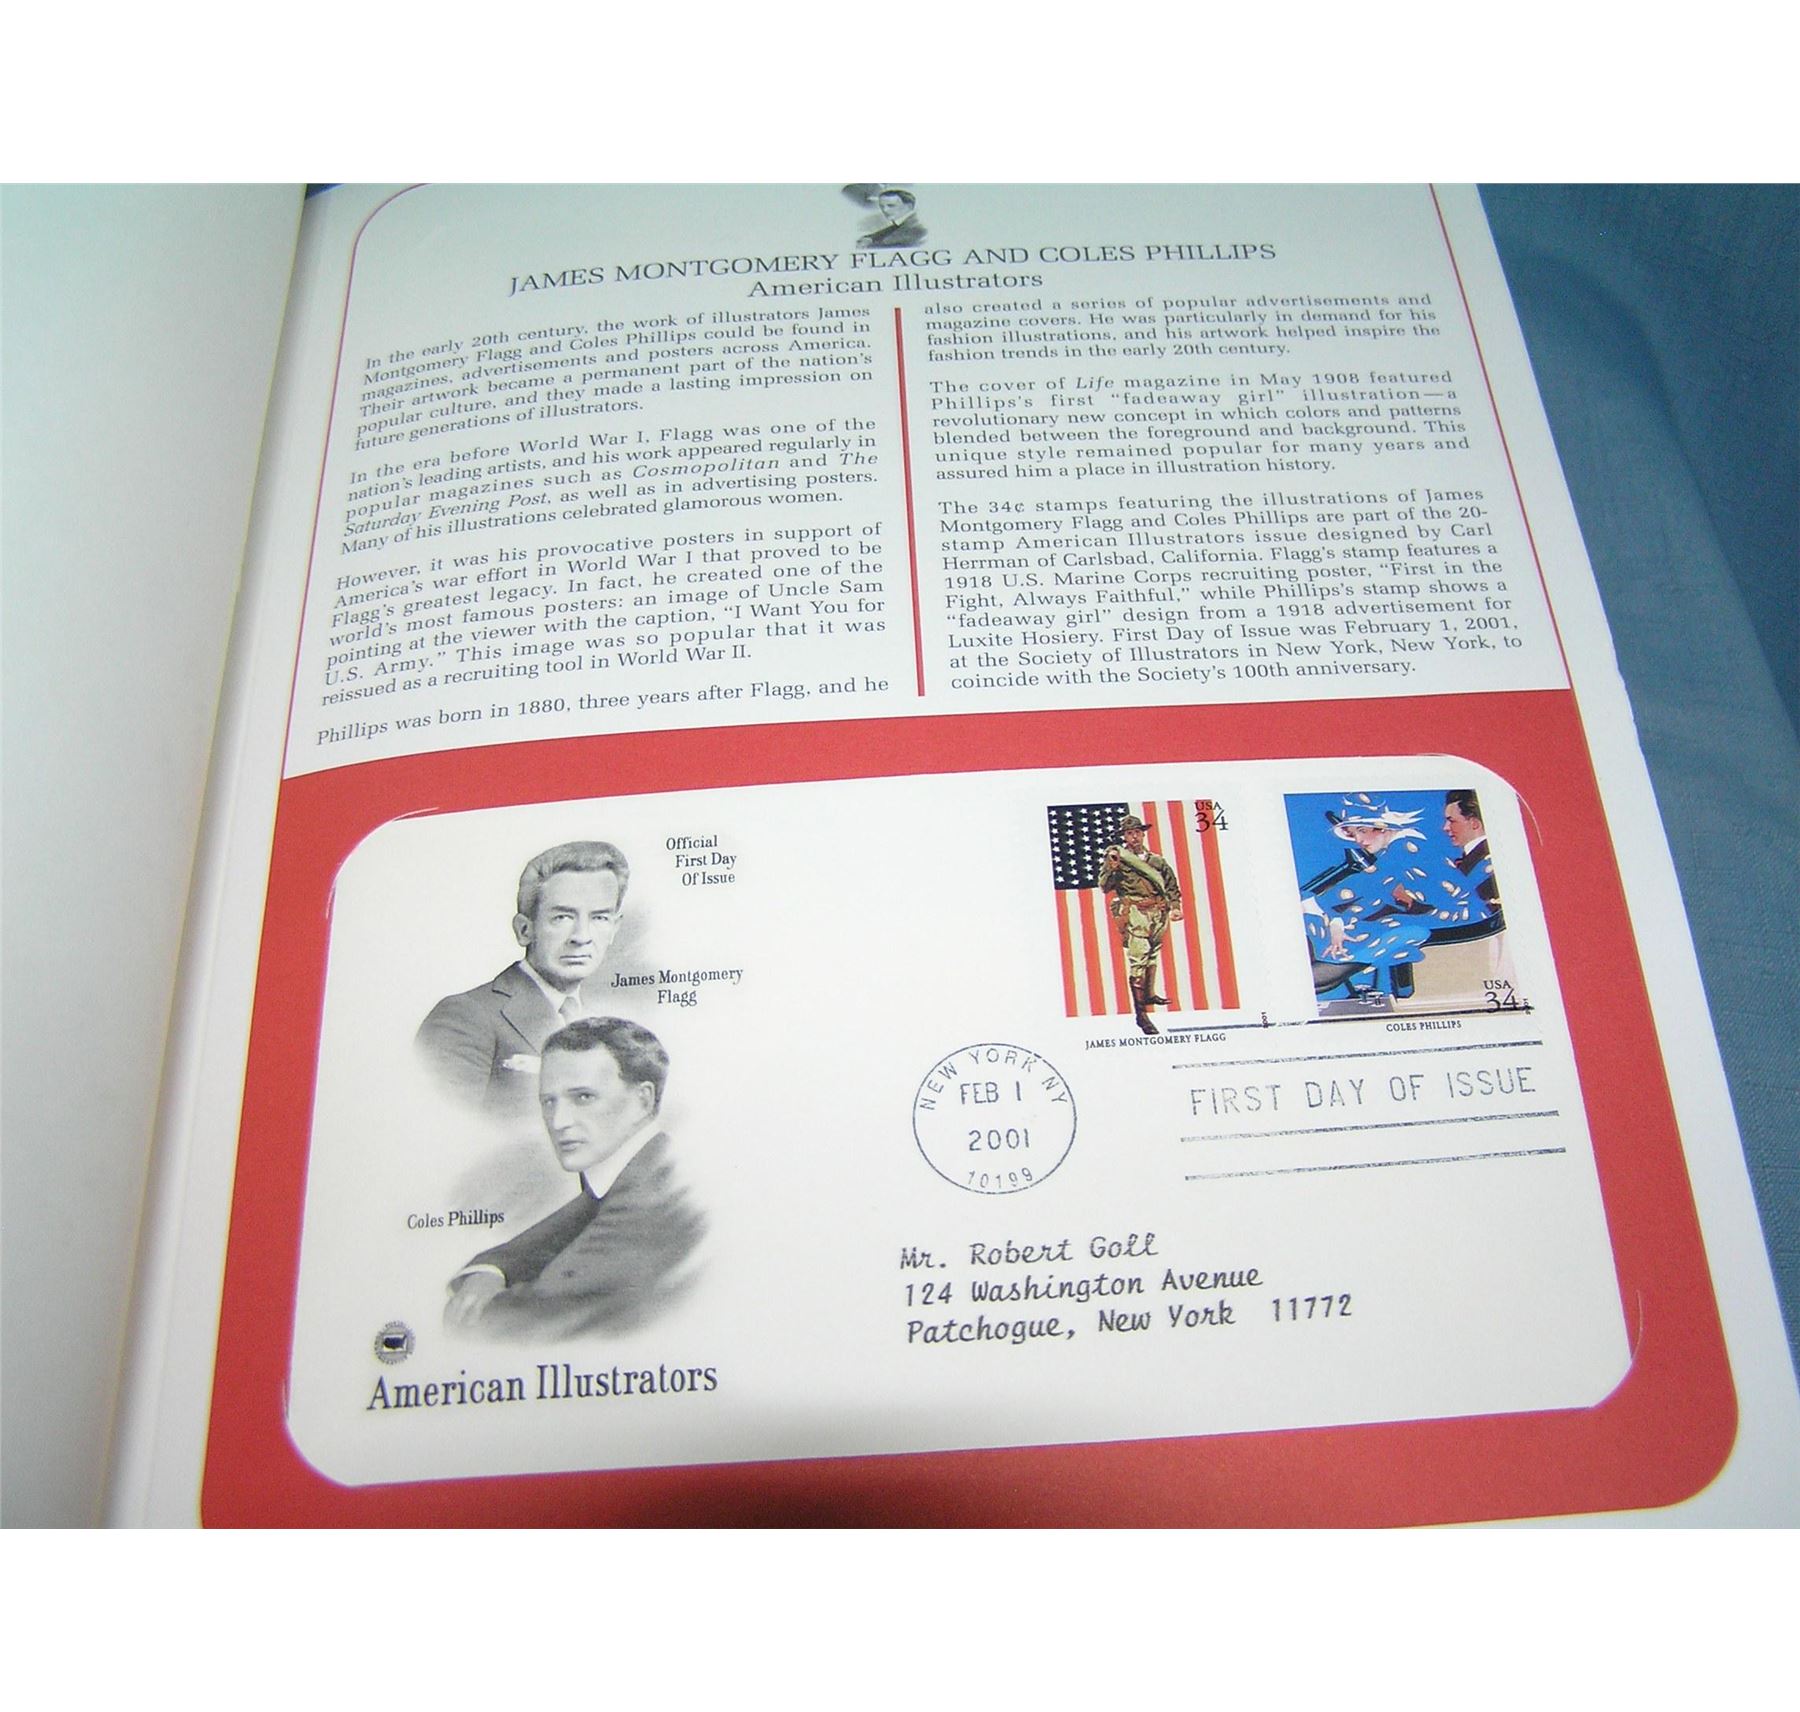 JAMES MONTGOMERY FLAGG AND COLES PHILLIPS
American Illustrators
In the early 20th century, the work of illustrators James
Montgomery Flagg and Coles Phillips could be found in
magazines, advertisements and posters across America.
Their artwork became a permanent part of the nation's
popular culture, and they made a lasting impression on
future generations of illustrators.
In the era before World War I, Flagg was one of the
nation's leading artists, and his work appeared regularly in
popular magazines such as Cosmopolitan and The
Saturday Evening Post, as well as in advertising posters.
Many of his illustrations celebrated glamorous women.
However, it was his provocative posters in support of
America's war effort in World War I that proved to be
Flagg's greatest legacy. In fact, he created one of the
world's most famous posters: an image of Uncle Sam
pointing at the viewer with the caption, "I Want You for
U.S. Army." This image was so popular that it was
reissued as a recruiting tool in World War II.
Phillips was born in 1880, three years after Flagg, and he
also created a series of popular advertisements and
magazine covers. He was particularly in demand for his
fashion illustrations, and his artwork helped inspire the
fashion trends in the early 20th century.
The cover of Life magazine in May 1908 featured
Phillips's first "fadeaway girl" illustration—a
revolutionary new concept in which colors and patterns
blended between the foreground and background. This
unique style remained popular for many years and
assured him a place in illustration history.
The 34¢ stamps featuring the illustrations of James
Montgomery Flagg and Coles Phillips are part of the 20-
stamp American Illustrators issue designed by Carl
Herrman of Carlsbad, California. Flagg's stamp features a
1918 U.S. Marine Corps recruiting poster, "First in the
Fight, Always Faithful," while Phillips's stamp shows a
"fadeaway girl" design from a 1918 advertisement for
Luxite Hosiery. First Day of Issue was February 1, 2001,
at the Society of Illustrators in New York, New York, to
coincide with the Society's 100th anniversary.
Official
First Day
Of Issue
James Montgomery
Flagg
Coles Phillips
American Illustrators
USA
34
2001
JAMES MONTGOMERY FLAGG
USA
34
2001
COLES PHILLIPS
NEW YORK NY
FEB 1
2001
10199
FIRST DAY OF ISSUE
Mr. Robert Goll
124 Washington Avenue
Patchogue, New York 11772